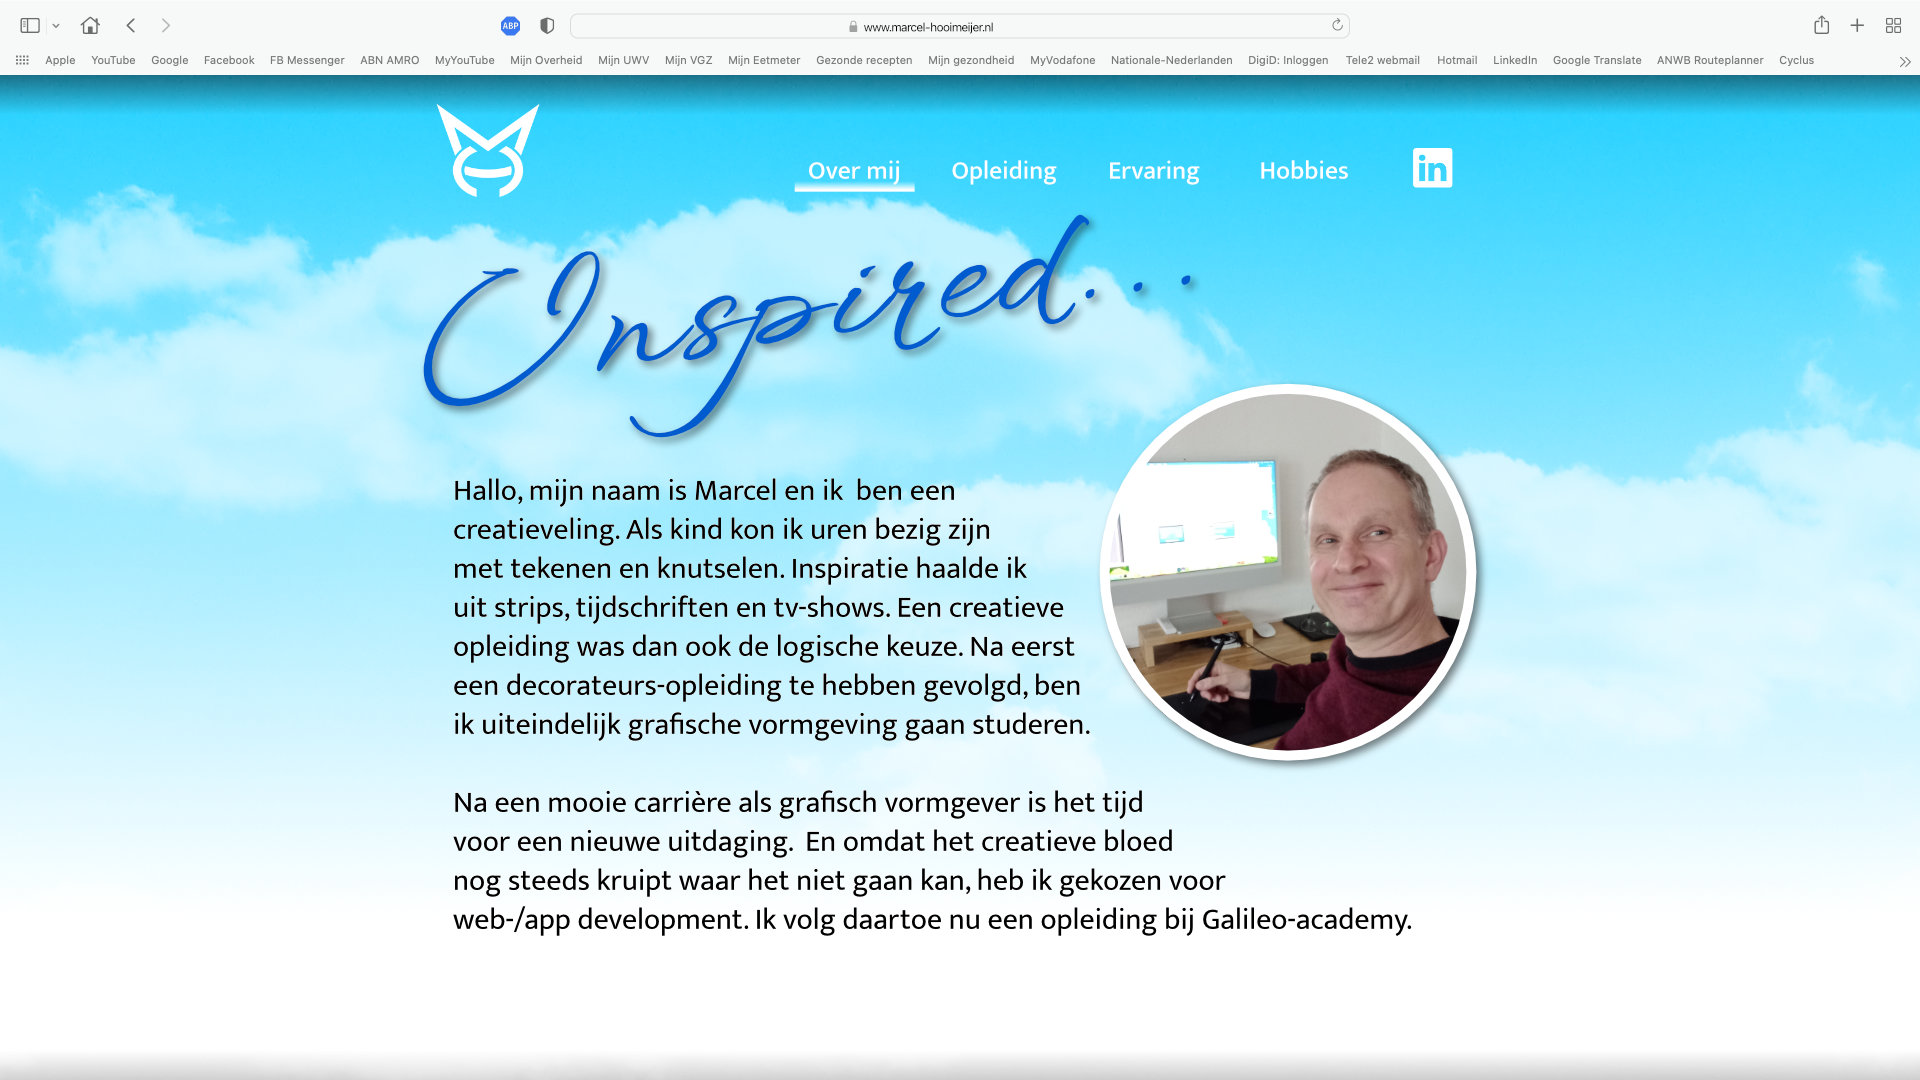 ABP
www.marcel-hooimeijer.nl
Apple YouTube Google Facebook FB Messenger ABN AMRO MyYouTube Mijn Overheid Mijn UWV Mijn VGZ Mijn Eetmeter Gezonde recepten Mijn gezondheid MyVodafone Nationale-Nederlanden DigiD: Inloggen Tele2 webmail Hotmail LinkedIn Google Translate ANWB Routeplanner Cyclus
Over mij Opleiding Ervaring Hobbies in
Inspired...
Hallo, mijn naam is Marcel en ik ben een
creatieveling. Als kind kon ik uren bezig zijn
met tekenen en knutselen. Inspiratie haalde ik
uit strips, tijdschriften en tv-shows. Een creatieve
opleiding was dan ook de logische keuze. Na eerst
een decorateurs-opleiding te hebben gevolgd, ben
ik uiteindelijk grafische vormgeving gaan studeren.
Na een mooie carrière als grafisch vormgever is het tijd
voor een nieuwe uitdaging. En omdat het creatieve bloed
nog steeds kruipt waar het niet gaan kan, heb ik gekozen voor
web-/app development. Ik volg daartoe nu een opleiding bij Galileo-academy.